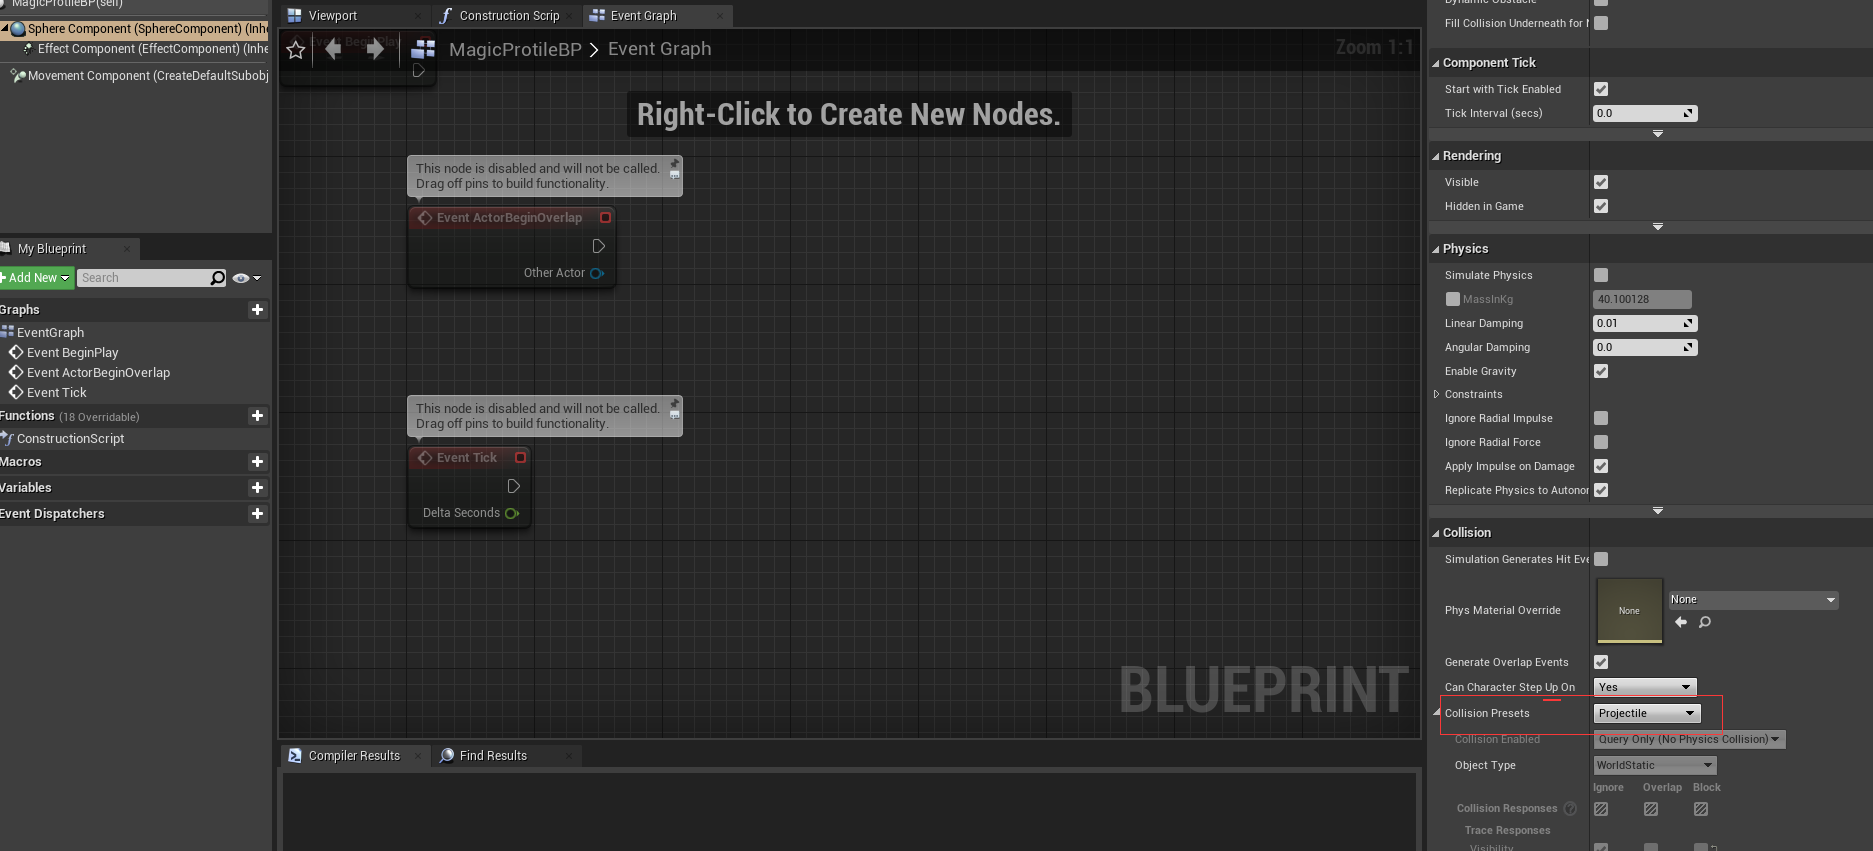 MagicProtileBP(self)
Sphere Component (SphereComponent) (Inhe
Effect Component (EffectComponent) (Inhe
Movement Component (CreateDefaultSubobj
My Blueprint
Add New
Search
Graphs
EventGraph
Event BeginPlay
Event ActorBeginOverlap
Event Tick
Functions (18 Overridable)
ConstructionScript
Macros
Variables
Event Dispatchers
Viewport
Construction Scrip
Event Graph
Event BeginPlay
MagicProtileBP > Event Graph
Zoom 1:1
Right-Click to Create New Nodes.
This node is disabled and will not be called.
Drag off pins to build functionality.
Event ActorBeginOverlap
Other Actor
This node is disabled and will not be called.
Drag off pins to build functionality.
Event Tick
Delta Seconds
BLUEPRINT
Compiler Results
Find Results
Dynamic Obstacle
Fill Collision Underneath for N
Component Tick
Start with Tick Enabled
Tick Interval (secs) 0.0
Rendering
Visible
Hidden in Game
Physics
Simulate Physics
MassInKg 40.100128
Linear Damping 0.01
Angular Damping 0.0
Enable Gravity
Constraints
Ignore Radial Impulse
Ignore Radial Force
Apply Impulse on Damage
Replicate Physics to Autonor
Collision
Simulation Generates Hit Eve
Phys Material Override None None
Generate Overlap Events
Can Character Step Up On Yes
Collision Presets Projectile
Collision Enabled Query Only (No Physics Collision)
Object Type WorldStatic
Ignore Overlap Block
Collision Responses ?
Trace Responses
Visibility